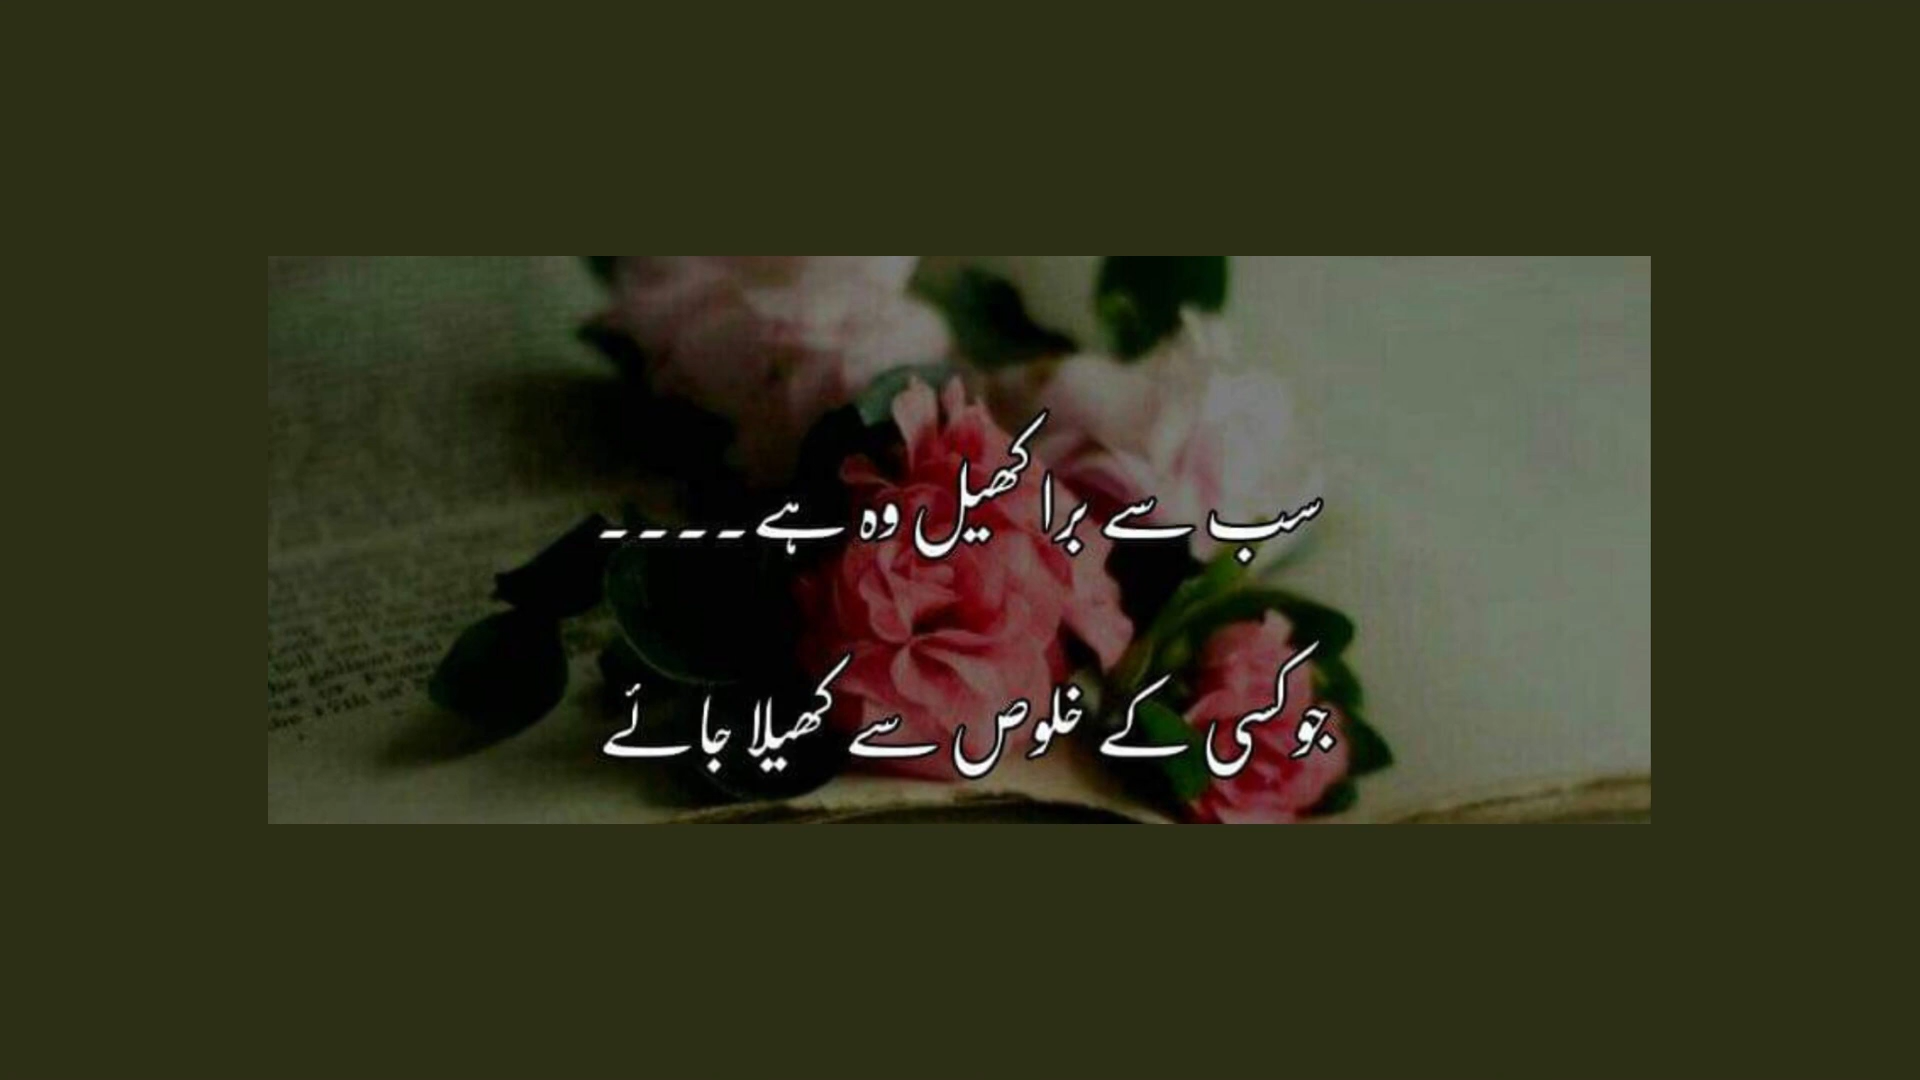 سب سے برا کھیل وہ ہے۔۔۔۔
جو کسی کے خلوص سے کھیلا جائے